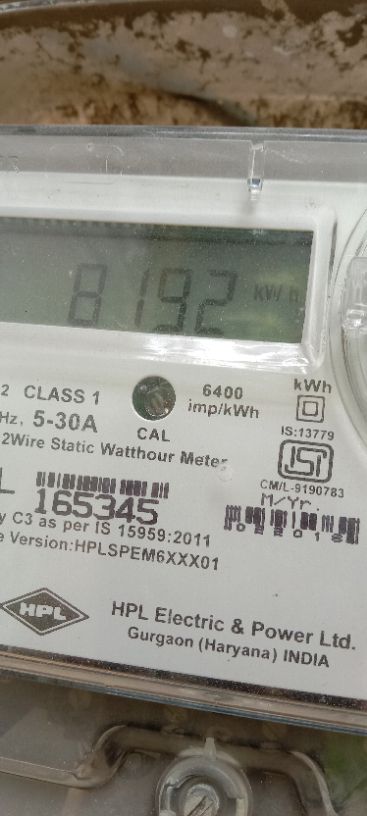 8192 kWh
2 CLASS 1
6400
kWh
Hz, 5-30A
imp/kWh
CAL
IS:13779
2Wire Static Watthour Meter
ISI
CM/L-9190783
L
M/Yr.
165345
y C3 as per IS 15959:2011
e Version:HPLSPEM6XXX01
HPL
HPL Electric & Power Ltd.
Gurgaon (Haryana) INDIA